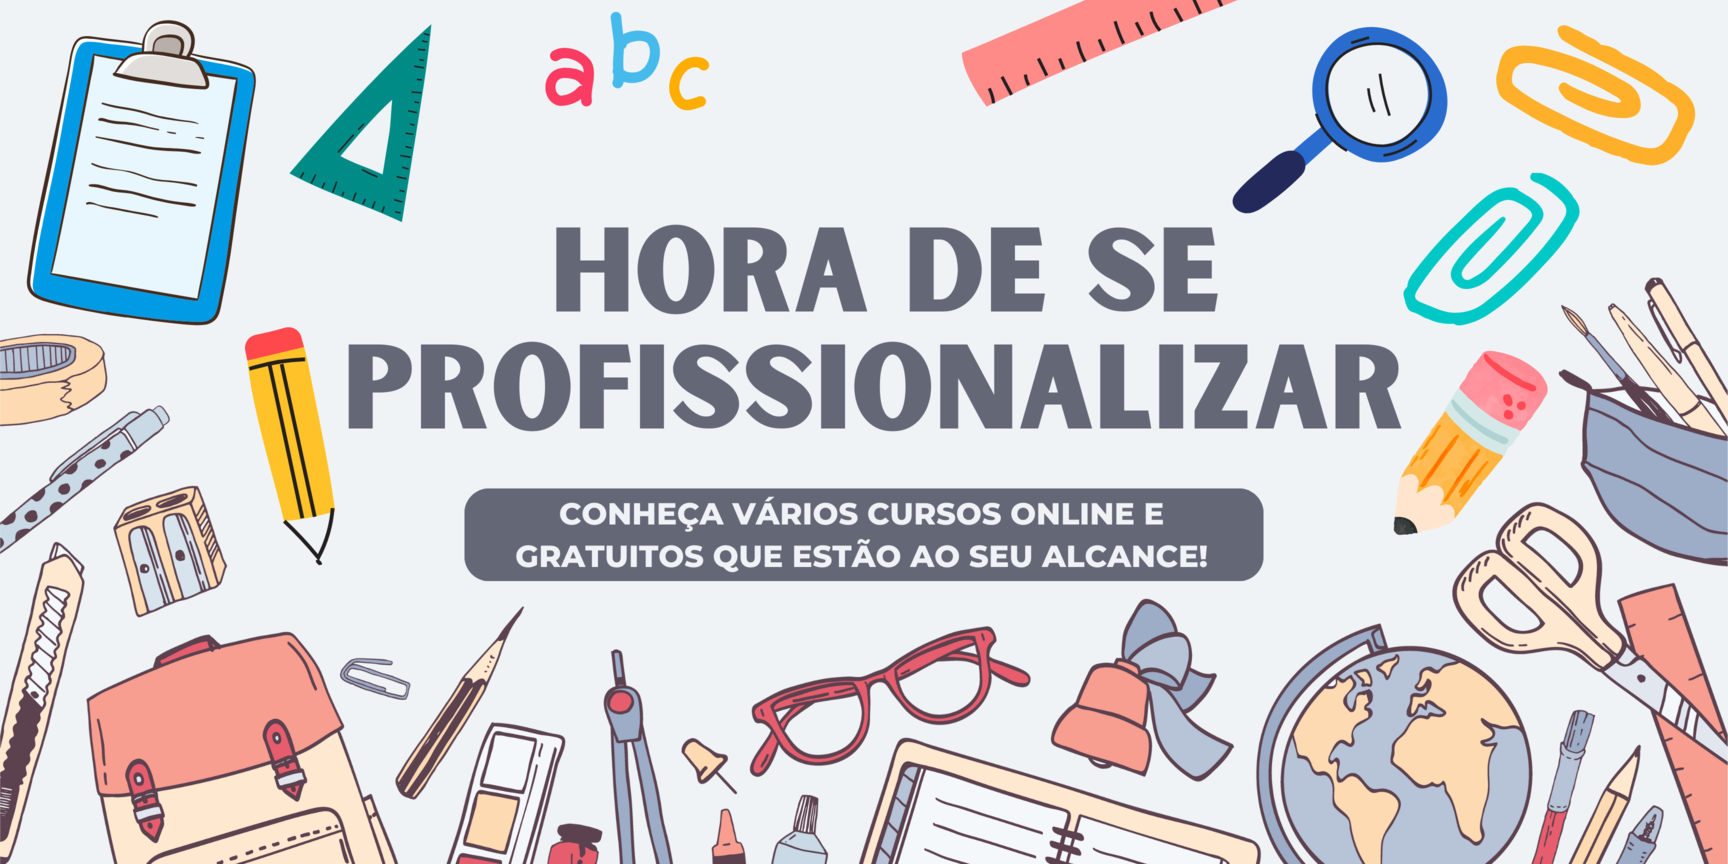 abc
HORA DE SE
PROFISSIONALIZAR
CONHEÇA VÁRIOS CURSOS ONLINE E
GRATUITOS QUE ESTÃO AO SEU ALCANCE!